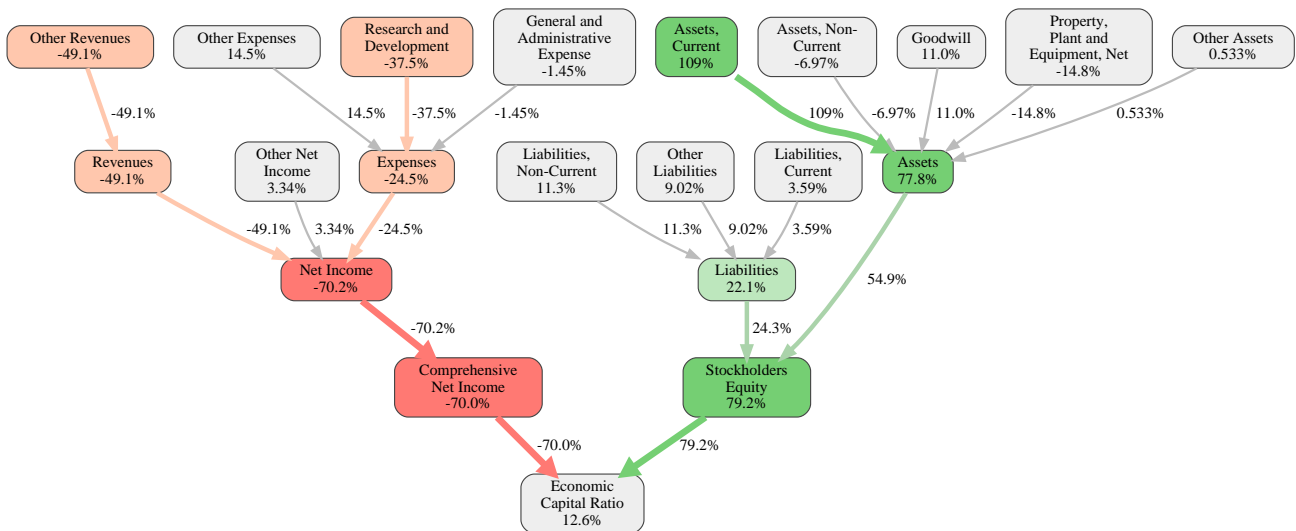 Other Revenues
-49.1%
Other Expenses
14.5%
Research and
Development
-37.5%
General and
Administrative
Expense
-1.45%
Assets,
Current
109%
Assets, Non-
Current
-6.97%
Goodwill
11.0%
Property,
Plant and
Equipment, Net
-14.8%
Other Assets
0.533%
-49.1%
14.5%
-37.5%
-1.45%
109%
-6.97%
11.0%
-14.8%
0.533%
Revenues
-49.1%
Other Net
Income
3.34%
Expenses
-24.5%
Liabilities,
Non-Current
11.3%
Other
Liabilities
9.02%
Liabilities,
Current
3.59%
Assets
77.8%
-49.1%
3.34%
-24.5%
11.3%
9.02%
3.59%
Net Income
-70.2%
Liabilities
22.1%
54.9%
-70.2%
24.3%
Comprehensive
Net Income
-70.0%
Stockholders
Equity
79.2%
-70.0%
79.2%
Economic
Capital Ratio
12.6%